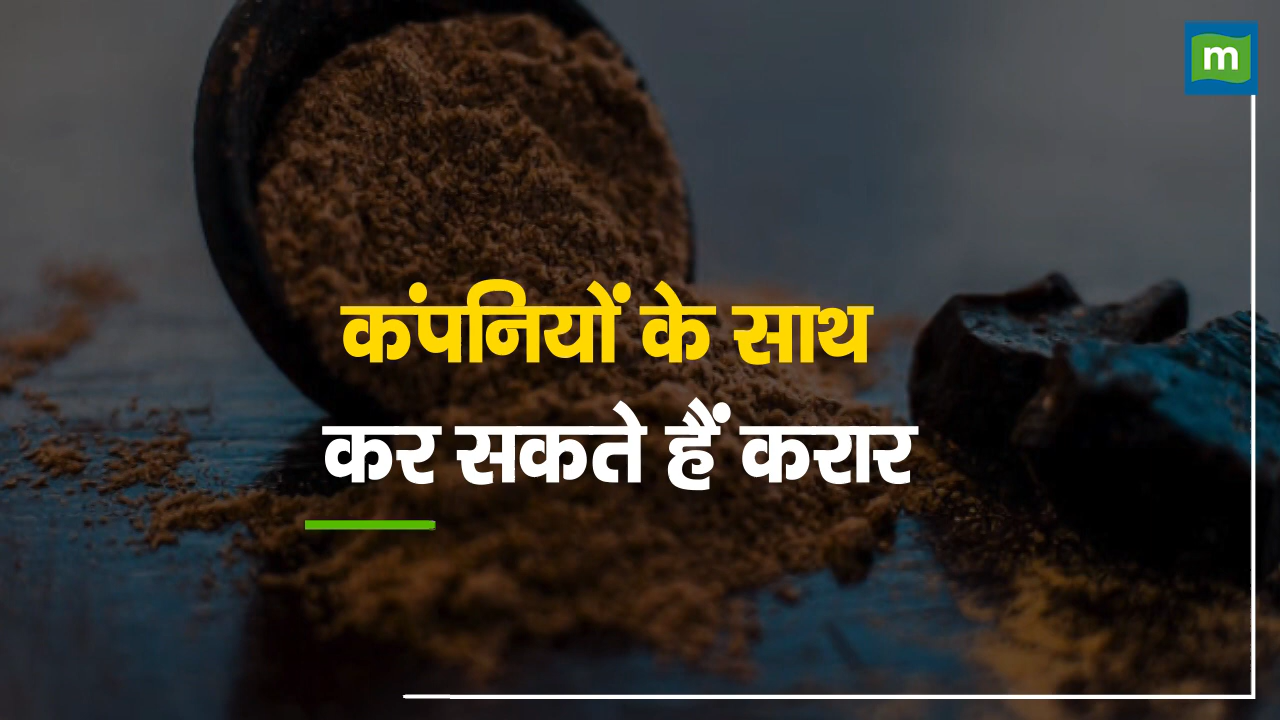 m
कंपनियों के साथ
कर सकते हैं करार